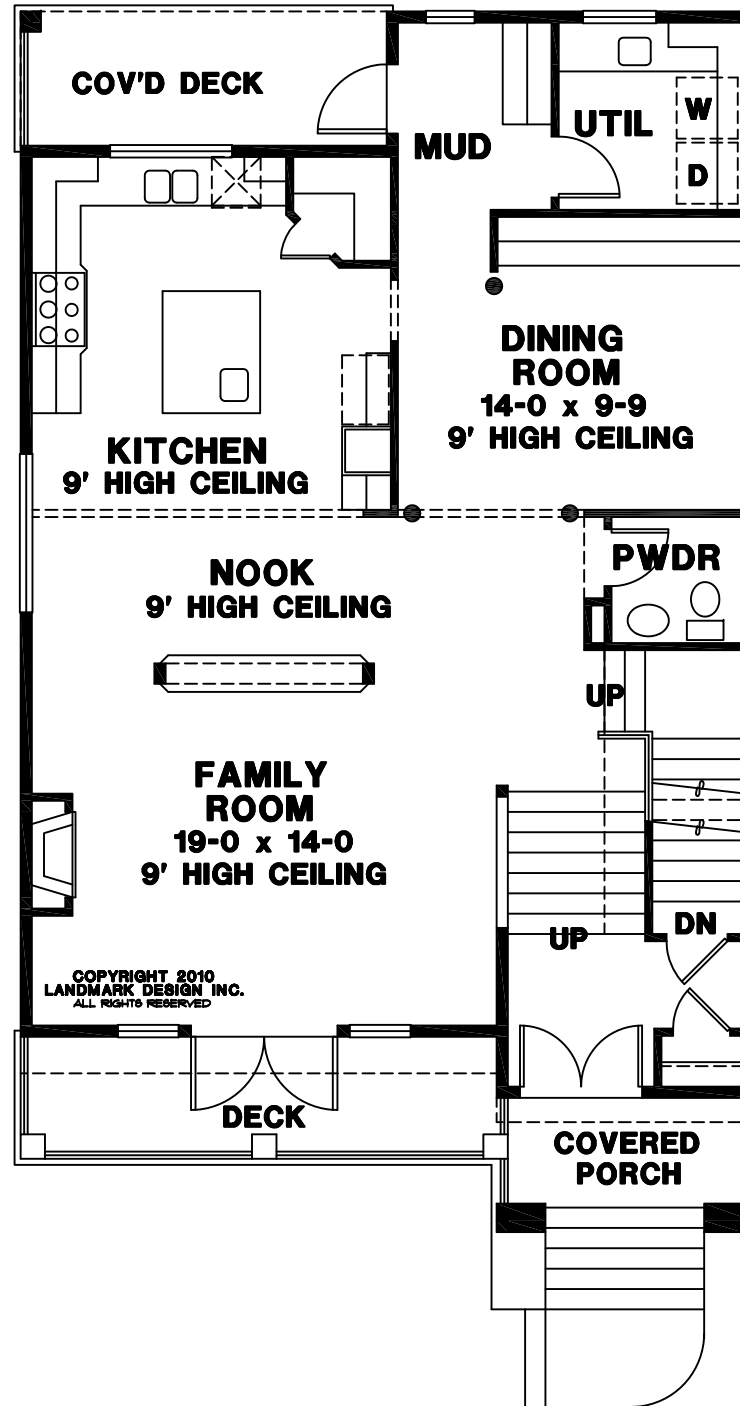 COV'D DECK
MUD
UTIL
W
D
DINING
ROOM
14-0 x 9-9
9' HIGH CEILING
KITCHEN
9' HIGH CEILING
NOOK
9' HIGH CEILING
PWDR
UP
FAMILY
ROOM
19-0 x 14-0
9' HIGH CEILING
UP
DN
COPYRIGHT 2010
LANDMARK DESIGN INC.
ALL RIGHTS RESERVED
DECK
COVERED
PORCH